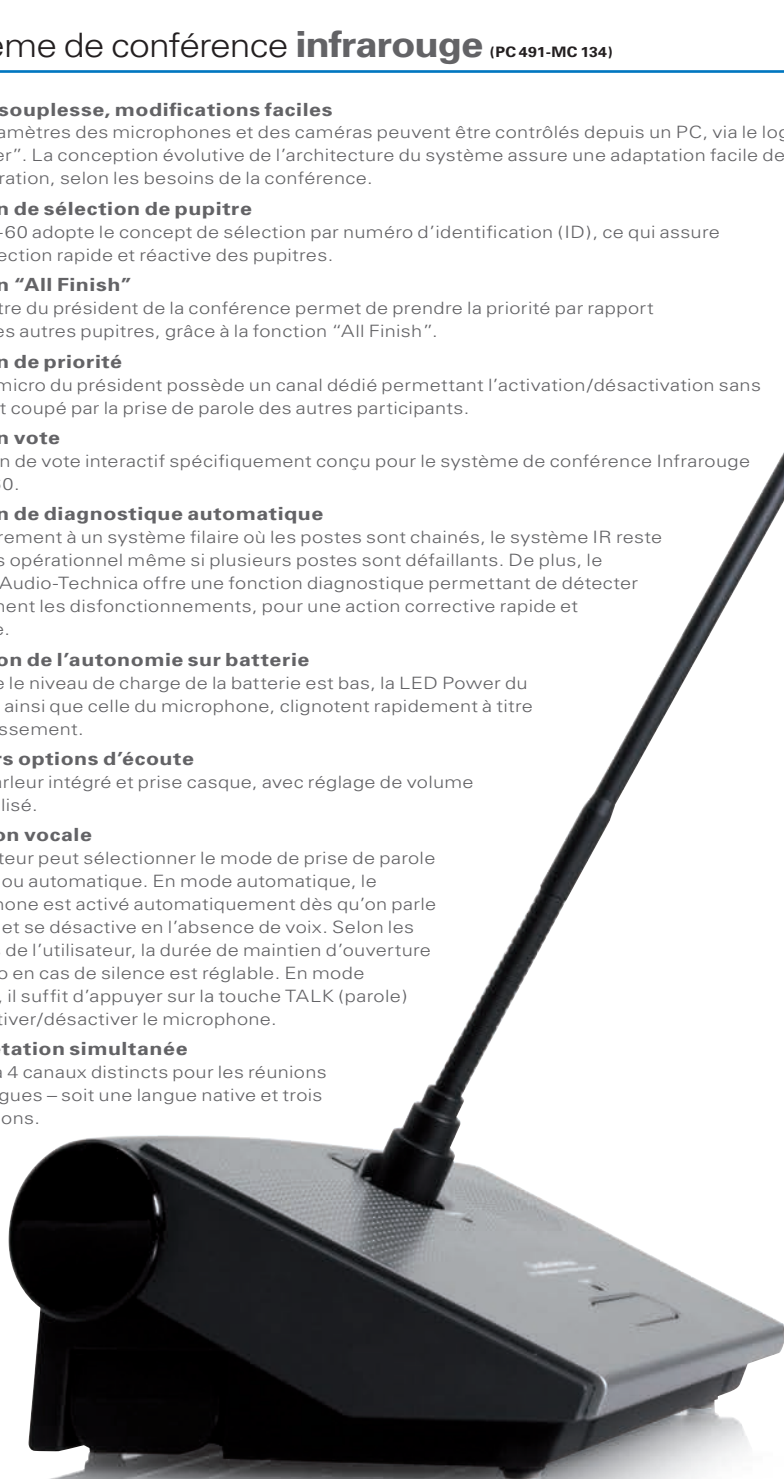 ème de conférence infrarouge (PC 491-MC 134)
souplesse, modifications faciles
amètres des microphones et des caméras peuvent être contrôlés depuis un PC, via le log
er”. La conception évolutive de l’architecture du système assure une adaptation facile de
ration, selon les besoins de la conférence.
n de sélection de pupitre
-60 adopte le concept de sélection par numéro d’identification (ID), ce qui assure
ection rapide et réactive des pupitres.
n “All Finish”
tre du président de la conférence permet de prendre la priorité par rapport
es autres pupitres, grâce à la fonction “All Finish”.
n de priorité
micro du président possède un canal dédié permettant l’activation/désactivation sans
t coupé par la prise de parole des autres participants.
n vote
n de vote interactif spécifiquement conçu pour le système de conférence Infrarouge
60.
n de diagnostique automatique
rement à un système filaire où les postes sont chainés, le système IR reste
s opérationnel même si plusieurs postes sont défaillants. De plus, le
Audio-Technica offre une fonction diagnostique permettant de détecter
ment les disfonctionnements, pour une action corrective rapide et
e.
on de l’autonomie sur batterie
e le niveau de charge de la batterie est bas, la LED Power du
ainsi que celle du microphone, clignotent rapidement à titre
ssement.
rs options d’écoute
arleur intégré et prise casque, avec réglage de volume
lisé.
on vocale
teur peut sélectionner le mode de prise de parole
ou automatique. En mode automatique, le
hone est activé automatiquement dès qu’on parle
et se désactive en l’absence de voix. Selon les
de l’utilisateur, la durée de maintien d’ouverture
o en cas de silence est réglable. En mode
, il suffit d’appuyer sur la touche TALK (parole)
tiver/désactiver le microphone.
étation simultanée
à 4 canaux distincts pour les réunions
gues – soit une langue native et trois
ions.